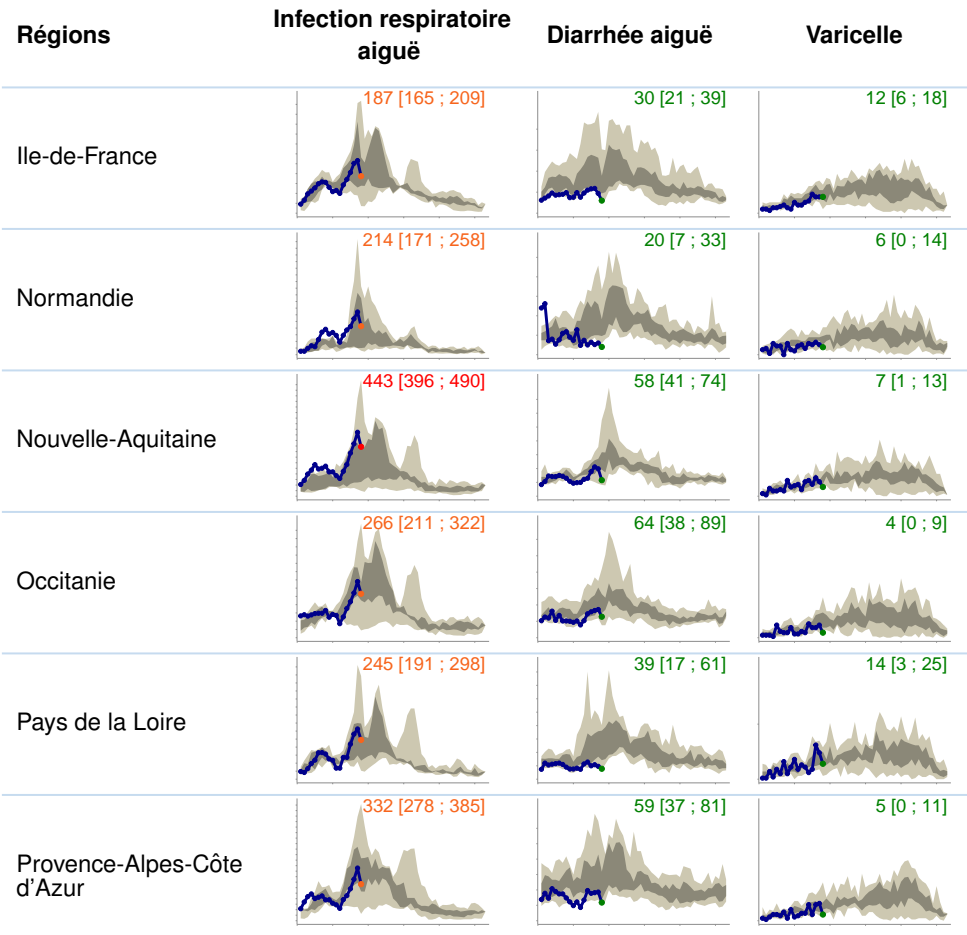 Régions
Infection respiratoire
aiguë
Diarrhée aiguë
Varicelle
Ile-de-France
187 [165 ; 209]
30 [21 ; 39]
12 [6 ; 18]
Normandie
214 [171 ; 258]
20 [7 ; 33]
6 [0 ; 14]
Nouvelle-Aquitaine
443 [396 ; 490]
58 [41 ; 74]
7 [1 ; 13]
Occitanie
266 [211 ; 322]
64 [38 ; 89]
4 [0 ; 9]
Pays de la Loire
245 [191 ; 298]
39 [17 ; 61]
14 [3 ; 25]
Provence-Alpes-Côte
d'Azur
332 [278 ; 385]
59 [37 ; 81]
5 [0 ; 11]